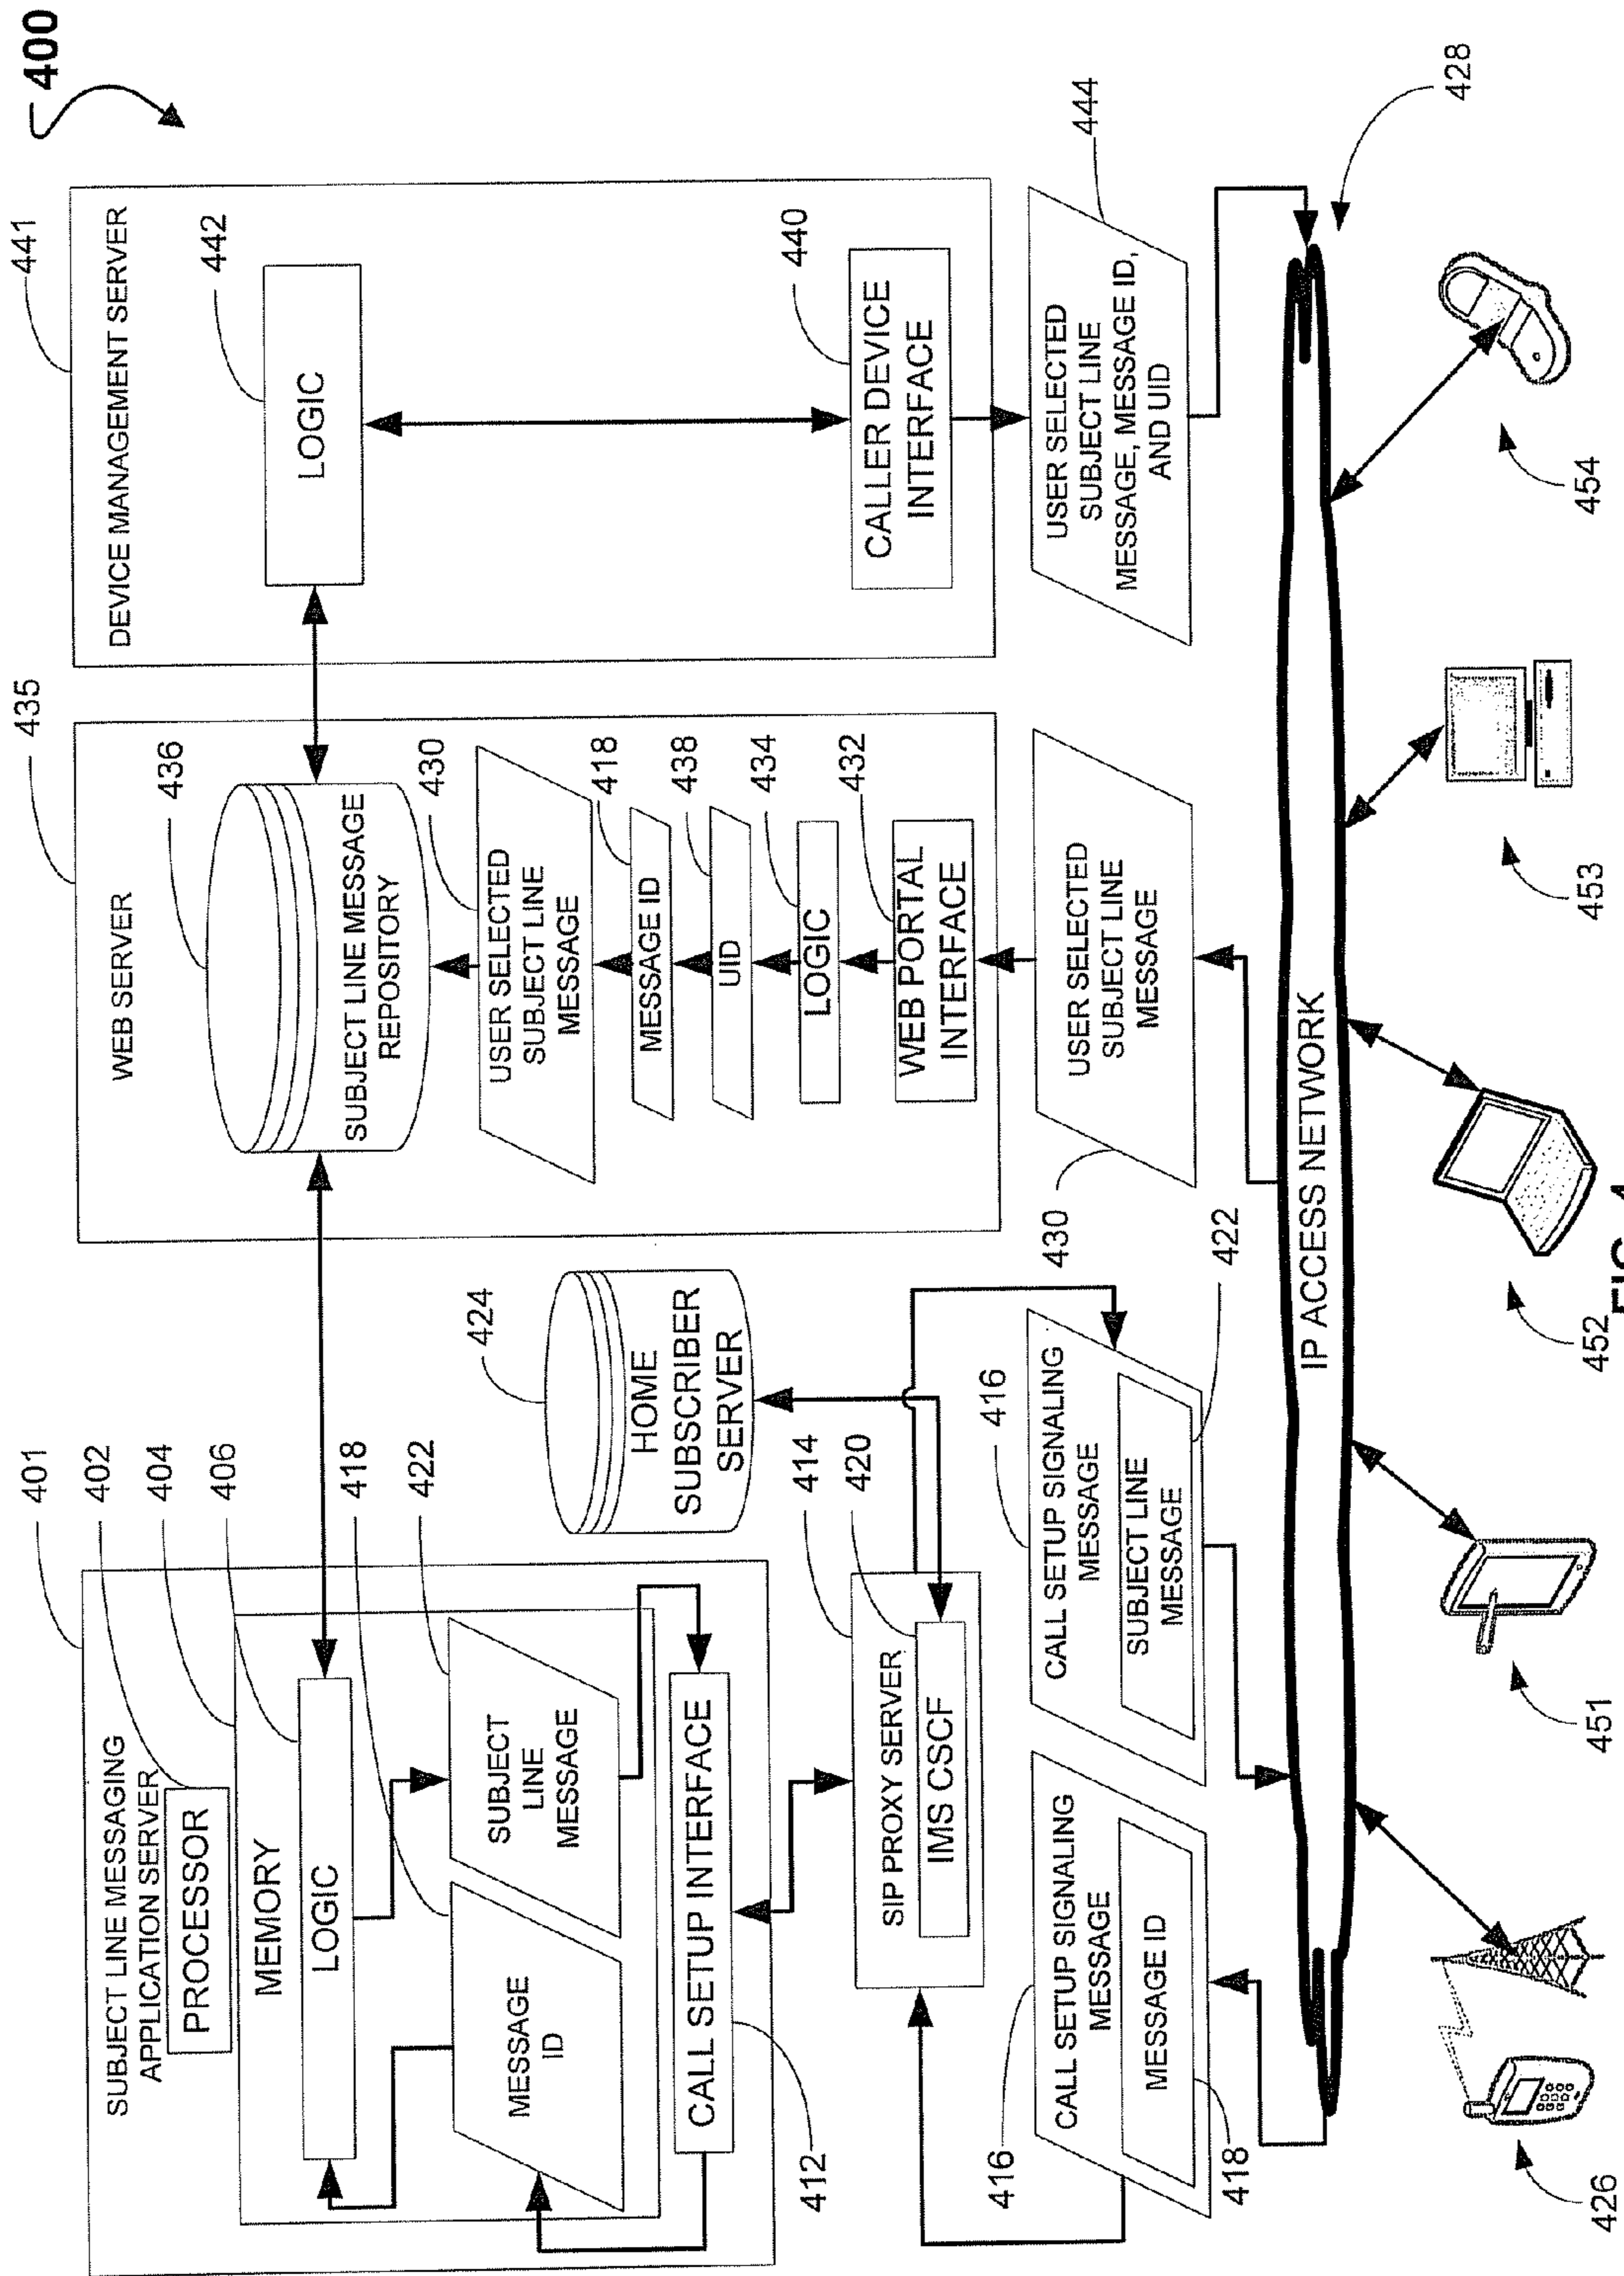 400
401
SUBJECT LINE MESSAGING
APPLICATION SERVER
402
PROCESSOR
404
MEMORY
406
LOGIC
418
MESSAGE
ID
422
SUBJECT
LINE
MESSAGE
CALL SETUP INTERFACE
412
424
HOME
SUBSCRIBER
SERVER
414
SIP PROXY SERVER
420
IMS CSCF
416
CALL SETUP SIGNALING
MESSAGE
MESSAGE ID
418
416
CALL SETUP SIGNALING
MESSAGE
SUBJECT LINE
MESSAGE
422
435
WEB SERVER
436
SUBJECT LINE MESSAGE
REPOSITORY
430
USER SELECTED
SUBJECT LINE
MESSAGE
418
MESSAGE ID
438
UID
434
LOGIC
432
WEB PORTAL
INTERFACE
USER SELECTED
SUBJECT LINE
MESSAGE
430
441
DEVICE MANAGEMENT SERVER
442
LOGIC
440
CALLER DEVICE
INTERFACE
444
USER SELECTED
SUBJECT LINE
MESSAGE, MESSAGE ID,
AND UID
IP ACCESS NETWORK
428
426
451
452
453
454